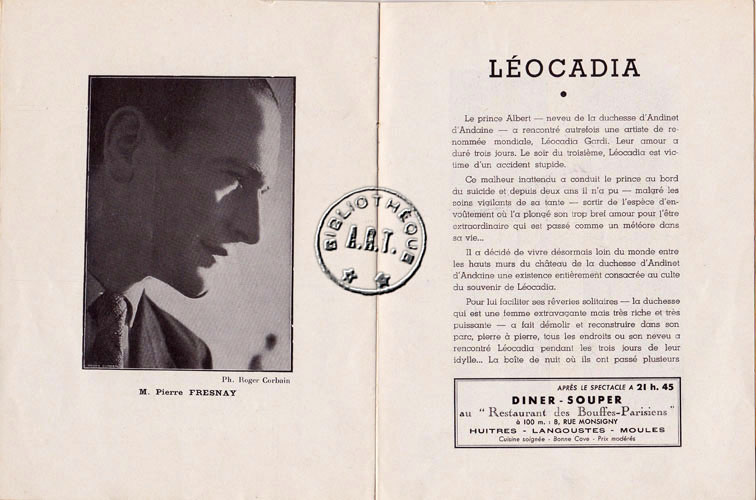 Ph. Roger Corbain
M. Pierre FRESNAY
BIBLIOTHÈQUE
A.R.T.
LÉOCADIA
Le prince Albert — neveu de la duchesse d'Andinet
d'Andaine — a rencontré autrefois une artiste de re-
nommée mondiale, Léocadia Gardi. Leur amour a
duré trois jours. Le soir du troisième, Léocadia est vic-
time d'un accident stupide.
Ce malheur inattendu a conduit le prince au bord
du suicide et depuis deux ans il n'a pu — malgré les
soins vigilants de sa tante — sortir de l'espèce d'en-
voûtement où l'a plongé son trop bref amour pour l'être
extraordinaire qui est passé comme un météore dans
sa vie...
Il a décidé de vivre désormais loin du monde entre
les hauts murs du château de la duchesse d'Andinet
d'Andaine une existence entièrement consacrée au culte
du souvenir de Léocadia.
Pour lui faciliter ses rêveries solitaires — la duchesse
qui est une femme extravagante mais très riche et très
puissante — a fait démolir et reconstruire dans son
parc, pierre à pierre, tous les endroits ou son neveu a
rencontré Léocadia pendant les trois jours de leur
idylle... La boîte de nuit où ils ont passé plusieurs
APRÈS LE SPECTACLE A 21 h. 45
DINER - SOUPER
au "Restaurant des Bouffes-Parisiens"
à 100 m. : 8, RUE MONSIGNY
HUITRES - LANGOUSTES - MOULES
Cuisine soignée - Bonne Cave - Prix modérés